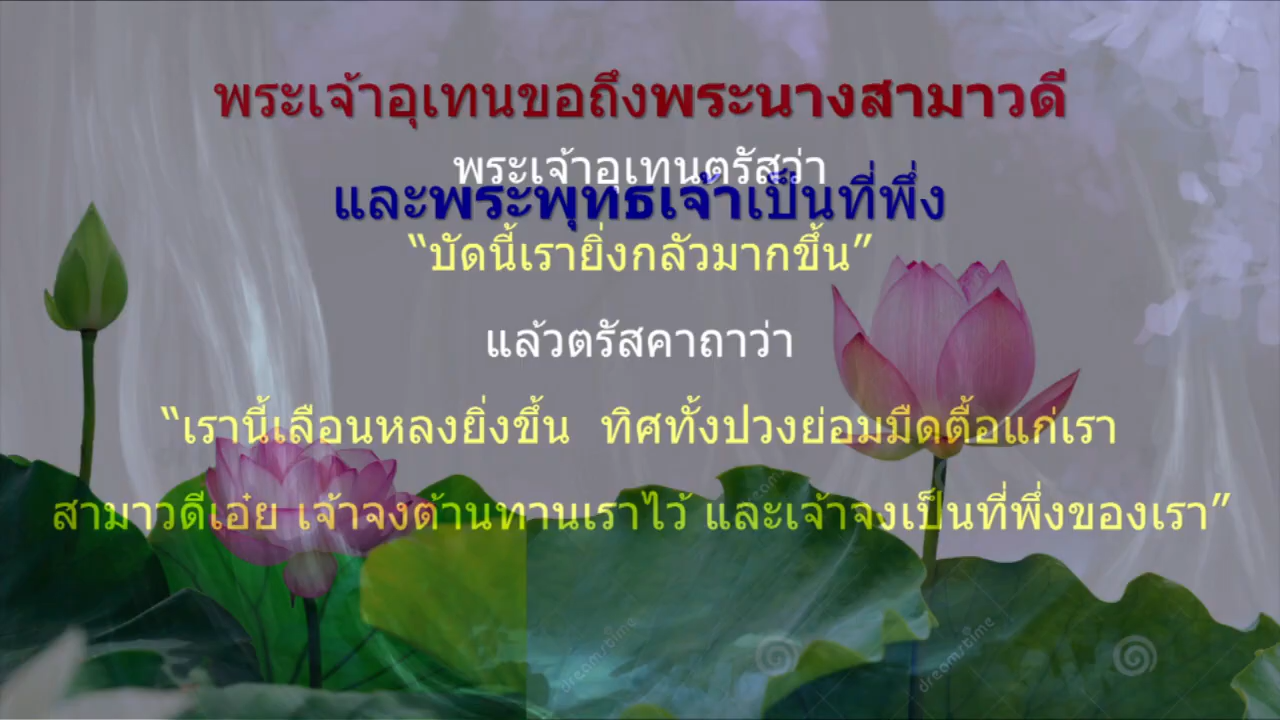 พระเจ้าอุเทนขอถึงพระนางสามาวดี
พระเจ้าอุเทนตรัสว่า
และพระพุทธเจ้าเป็นที่พึ่ง
“บัดนี้เรายิ่งกลัวมากขึ้น”
แล้วตรัสคาถาว่า
“เรานี้เลือนหลงยิ่งขึ้น ทิศทั้งปวงย่อมมืดตื้อแก่เรา
สามาวดีเอ๋ย เจ้าจงต้านทานเราไว้ และเจ้าจงเป็นที่พึ่งของเรา”
dreamstime
dreamstime
dreamstime